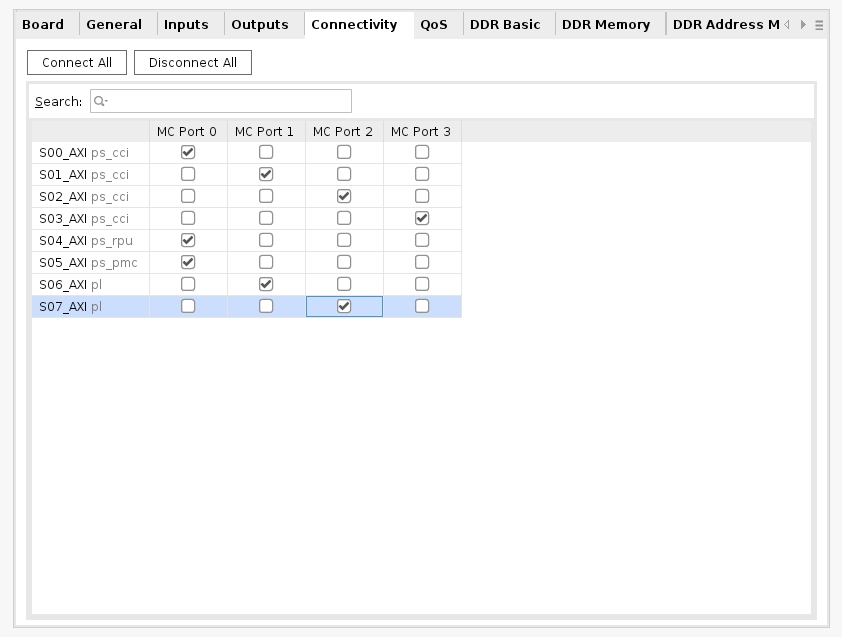 Board General Inputs Outputs Connectivity QoS DDR Basic DDR Memory DDR Address M
Connect All Disconnect All
Search:
MC Port 0 MC Port 1 MC Port 2 MC Port 3
S00_AXI ps_cci
S01_AXI ps_cci
S02_AXI ps_cci
S03_AXI ps_cci
S04_AXI ps_rpu
S05_AXI ps_pmc
S06_AXI pl
S07_AXI pl